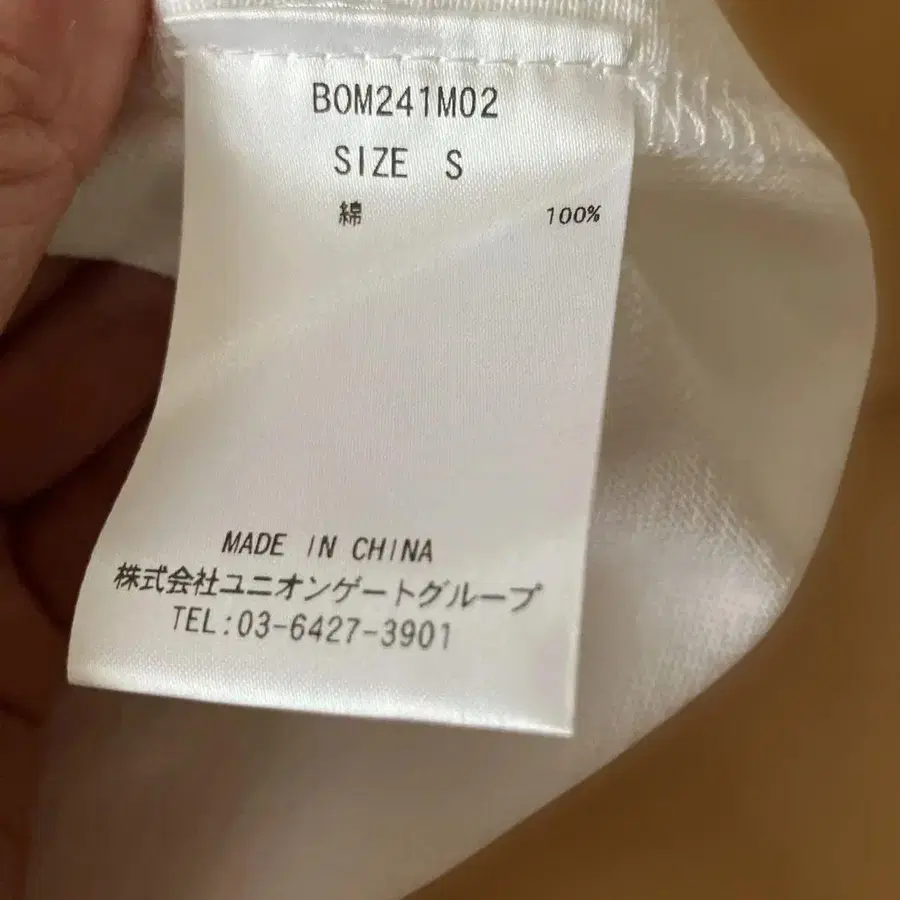 BOM241M02
SIZE S
綿 100%
MADE IN CHINA
株式会社ユニオンゲートグループ
TEL:03-6427-3901